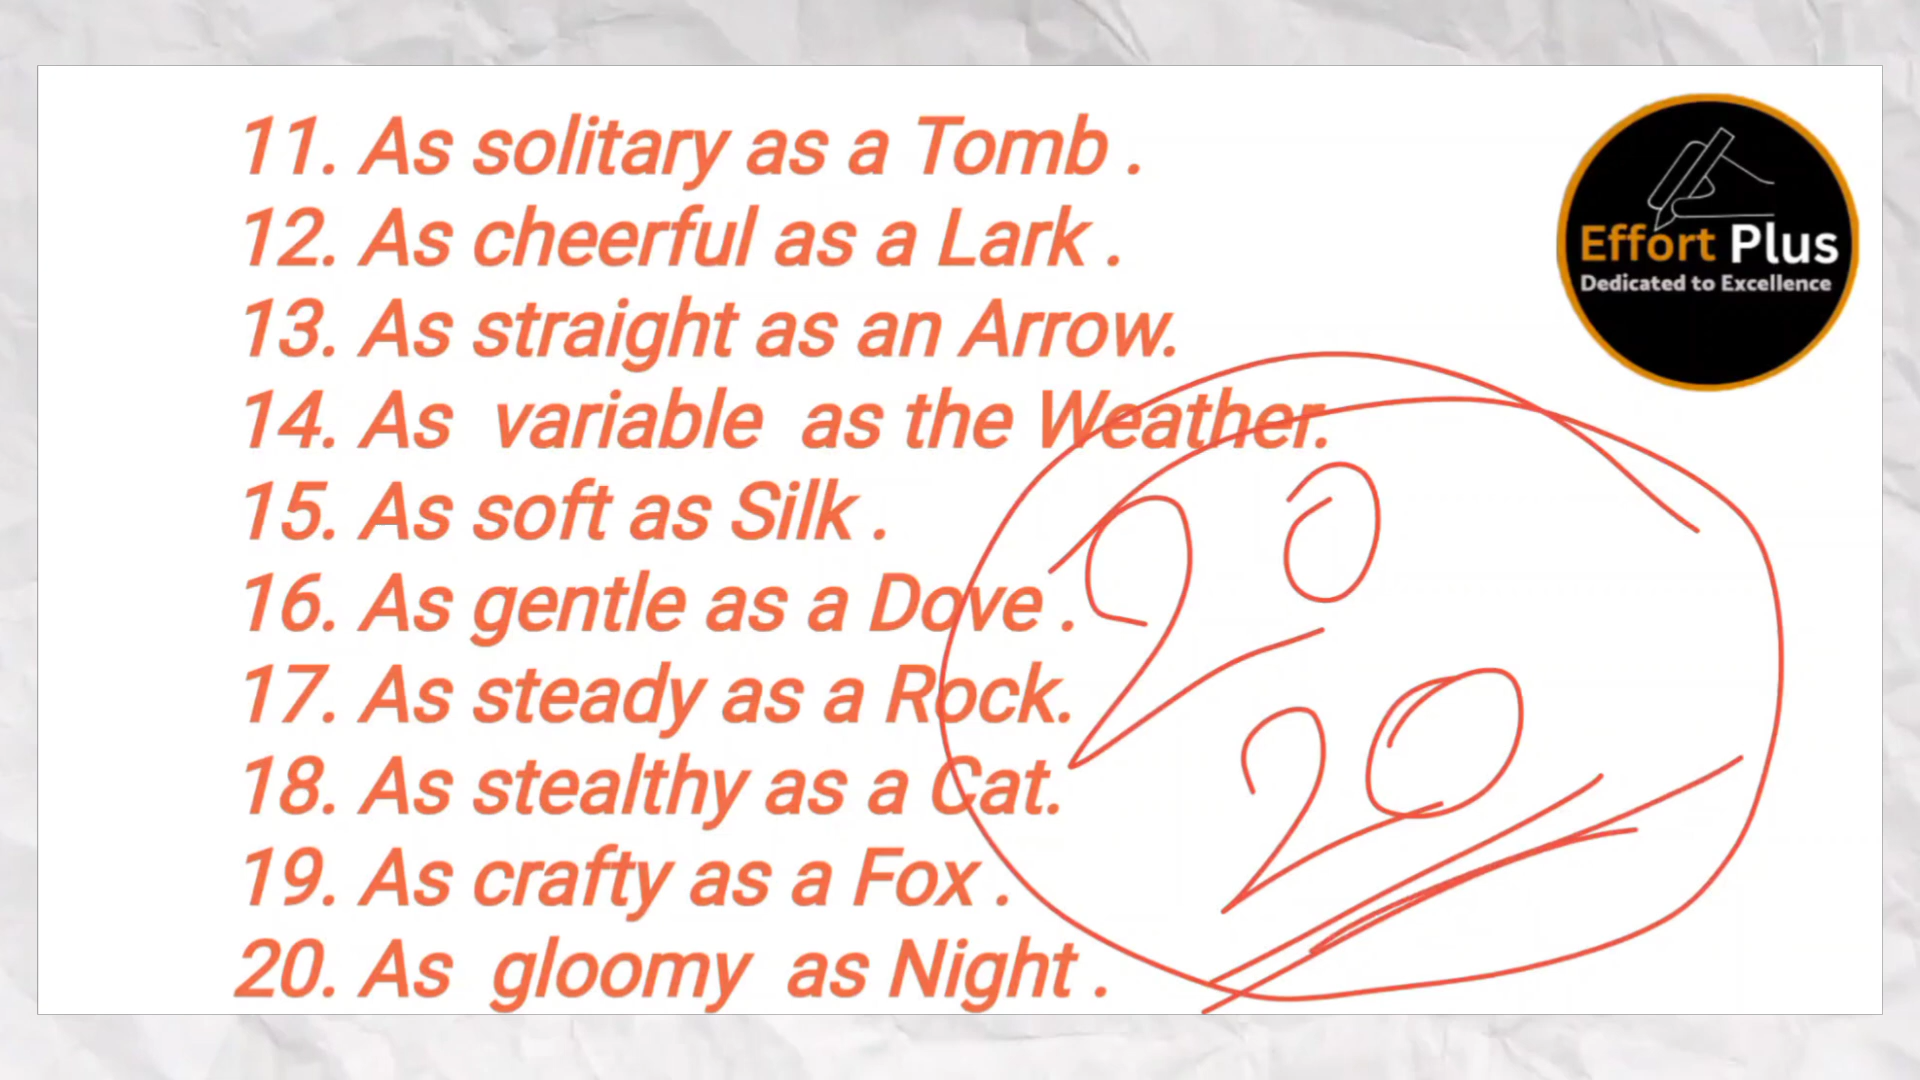 11. As solitary as a Tomb .
12. As cheerful as a Lark .
13. As straight as an Arrow.
14. As variable as the Weather.
15. As soft as Silk .
16. As gentle as a Dove .
17. As steady as a Rock.
18. As stealthy as a Cat.
19. As crafty as a Fox .
20. As gloomy as Night .
Effort Plus
Dedicated to Excellence
20
20